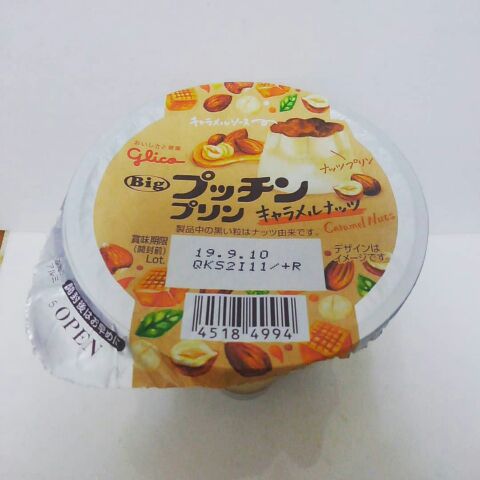 キャラメルソース
おいしさと健康
glico
ナッツプリン
Big プッチン
プリン キャラメルナッツ
Caramel Nuts
製品中の黒い粒はナッツ由来です。
賞味期限
(開封前)
Lot.
19.9.10
QKS2I11/+R
デザインは
イメージです。
4518 4994
開封後はお早めに
OPEN